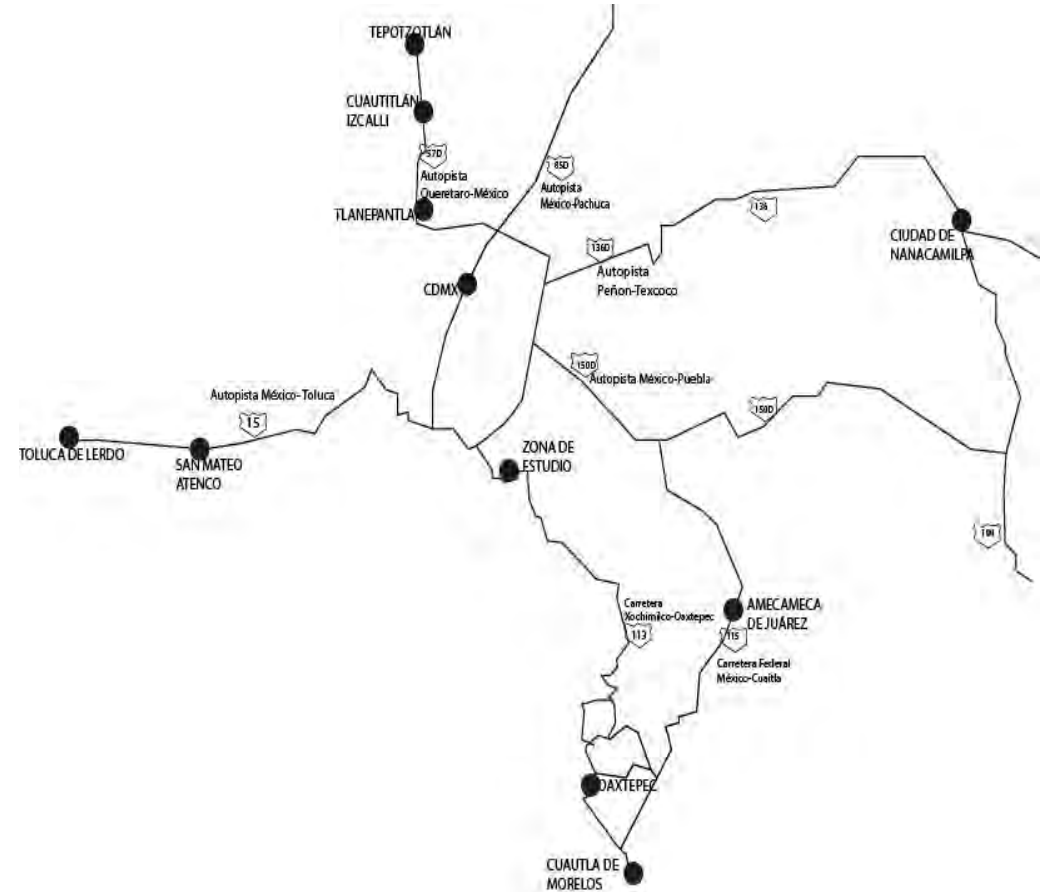 TEPOTZOTLÁN
CUAUTITLÁN
IZCALLI
57D
Autopista
Queretaro-México
TLANEPANTLA
85D
Autopista
México-Pachuca
136
136D
Autopista
Peñon-Texcoco
CIUDAD DE
NANACAMILPA
CDMX
150D
Autopista México-Puebla
150D
Autopista México-Toluca
15
TOLUCA DE LERDO
SAN MATEO
ATENCO
ZONA DE
ESTUDIO
Carretera
Xochimilco-Oaxtepec
113
AMECAMECA
DE JUÁREZ
115
Carretera Federal
México-Cuaitla
OAXTEPEC
CUAUTLA DE
MORELOS